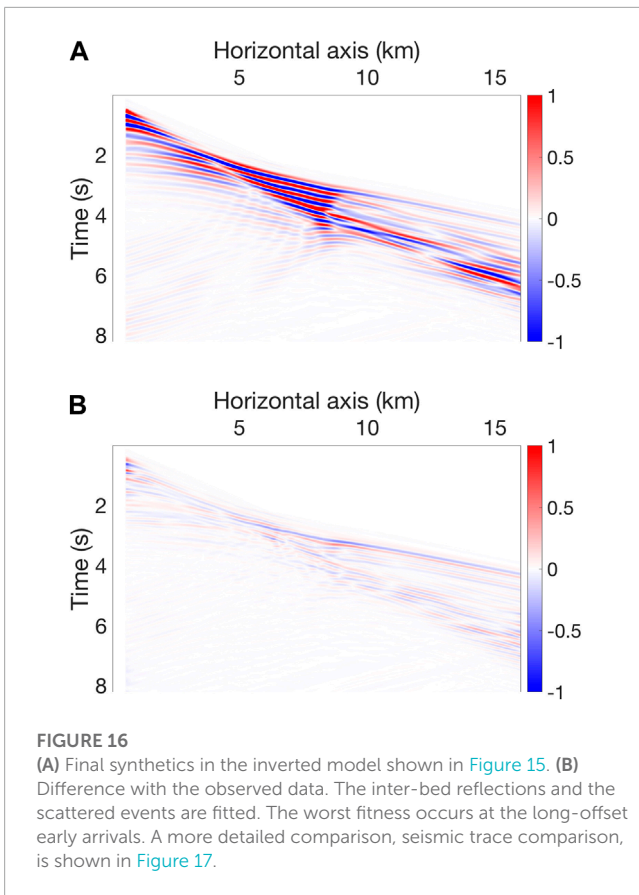 A
Horizontal axis (km)
5 10 15
1
0.5
0
-0.5
-1
2
4
6
8
Time (s)
B
Horizontal axis (km)
5 10 15
1
0.5
0
-0.5
-1
2
4
6
8
Time (s)
FIGURE 16
(A) Final synthetics in the inverted model shown in Figure 15. (B)
Difference with the observed data. The inter-bed reflections and the
scattered events are fitted. The worst fitness occurs at the long-offset
early arrivals. A more detailed comparison, seismic trace comparison,
is shown in Figure 17.